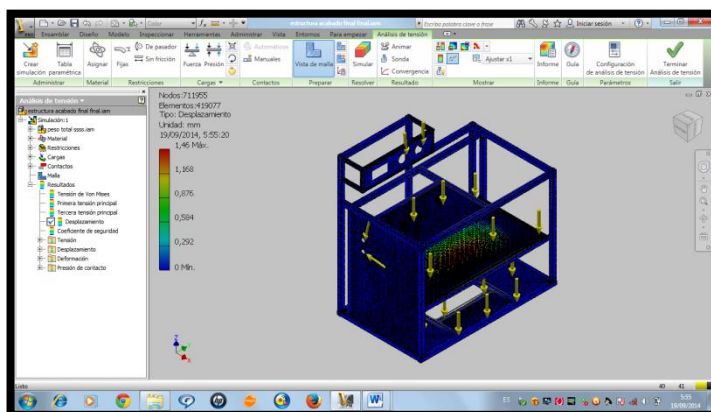 Calar
estructura acabado final final.iam
Escriba palabra clave o frase
Iniciar sesión
PRO
Ensamblar Diseño Modelo Inspeccionar Herramientas Administrar Vista Entornos Para empezar Análisis de tensión
Crear simulación
Tabla paramétrica
Asignar
Fijas
De pasador
Sin fricción
Fuerza
Presión
Automáticos
Manuales
Vista de malla
Simular
Animar
Sonda
Convergencia
Ajustar x1
Informe
Guía
Configuración de análisis de tensión
Terminar Análisis de tensión
Administrar Material Restricciones Cargas Contactos Preparar Resolver Resultado Mostrar Informe Guía Parámetros Salir
Análisis de tensión
estructura acabado final final.iam
Simulación:1
peso total ssss.iam
Material
Restricciones
Cargas
Contactos
Malla
Resultados
Tensión de Von Mises
Primera tensión principal
Tercera tensión principal
Desplazamiento
Coeficiente de seguridad
Tensión
Desplazamiento
Deformación
Presión de contacto
Nodos:711955
Elementos:419077
Tipo: Desplazamiento
Unidad: mm
19/09/2014, 5:55:20
1,46 Máx.
1,168
0,876
0,584
0,292
0 Mín.
Listo
40 41
ES
5:55
19/09/2014